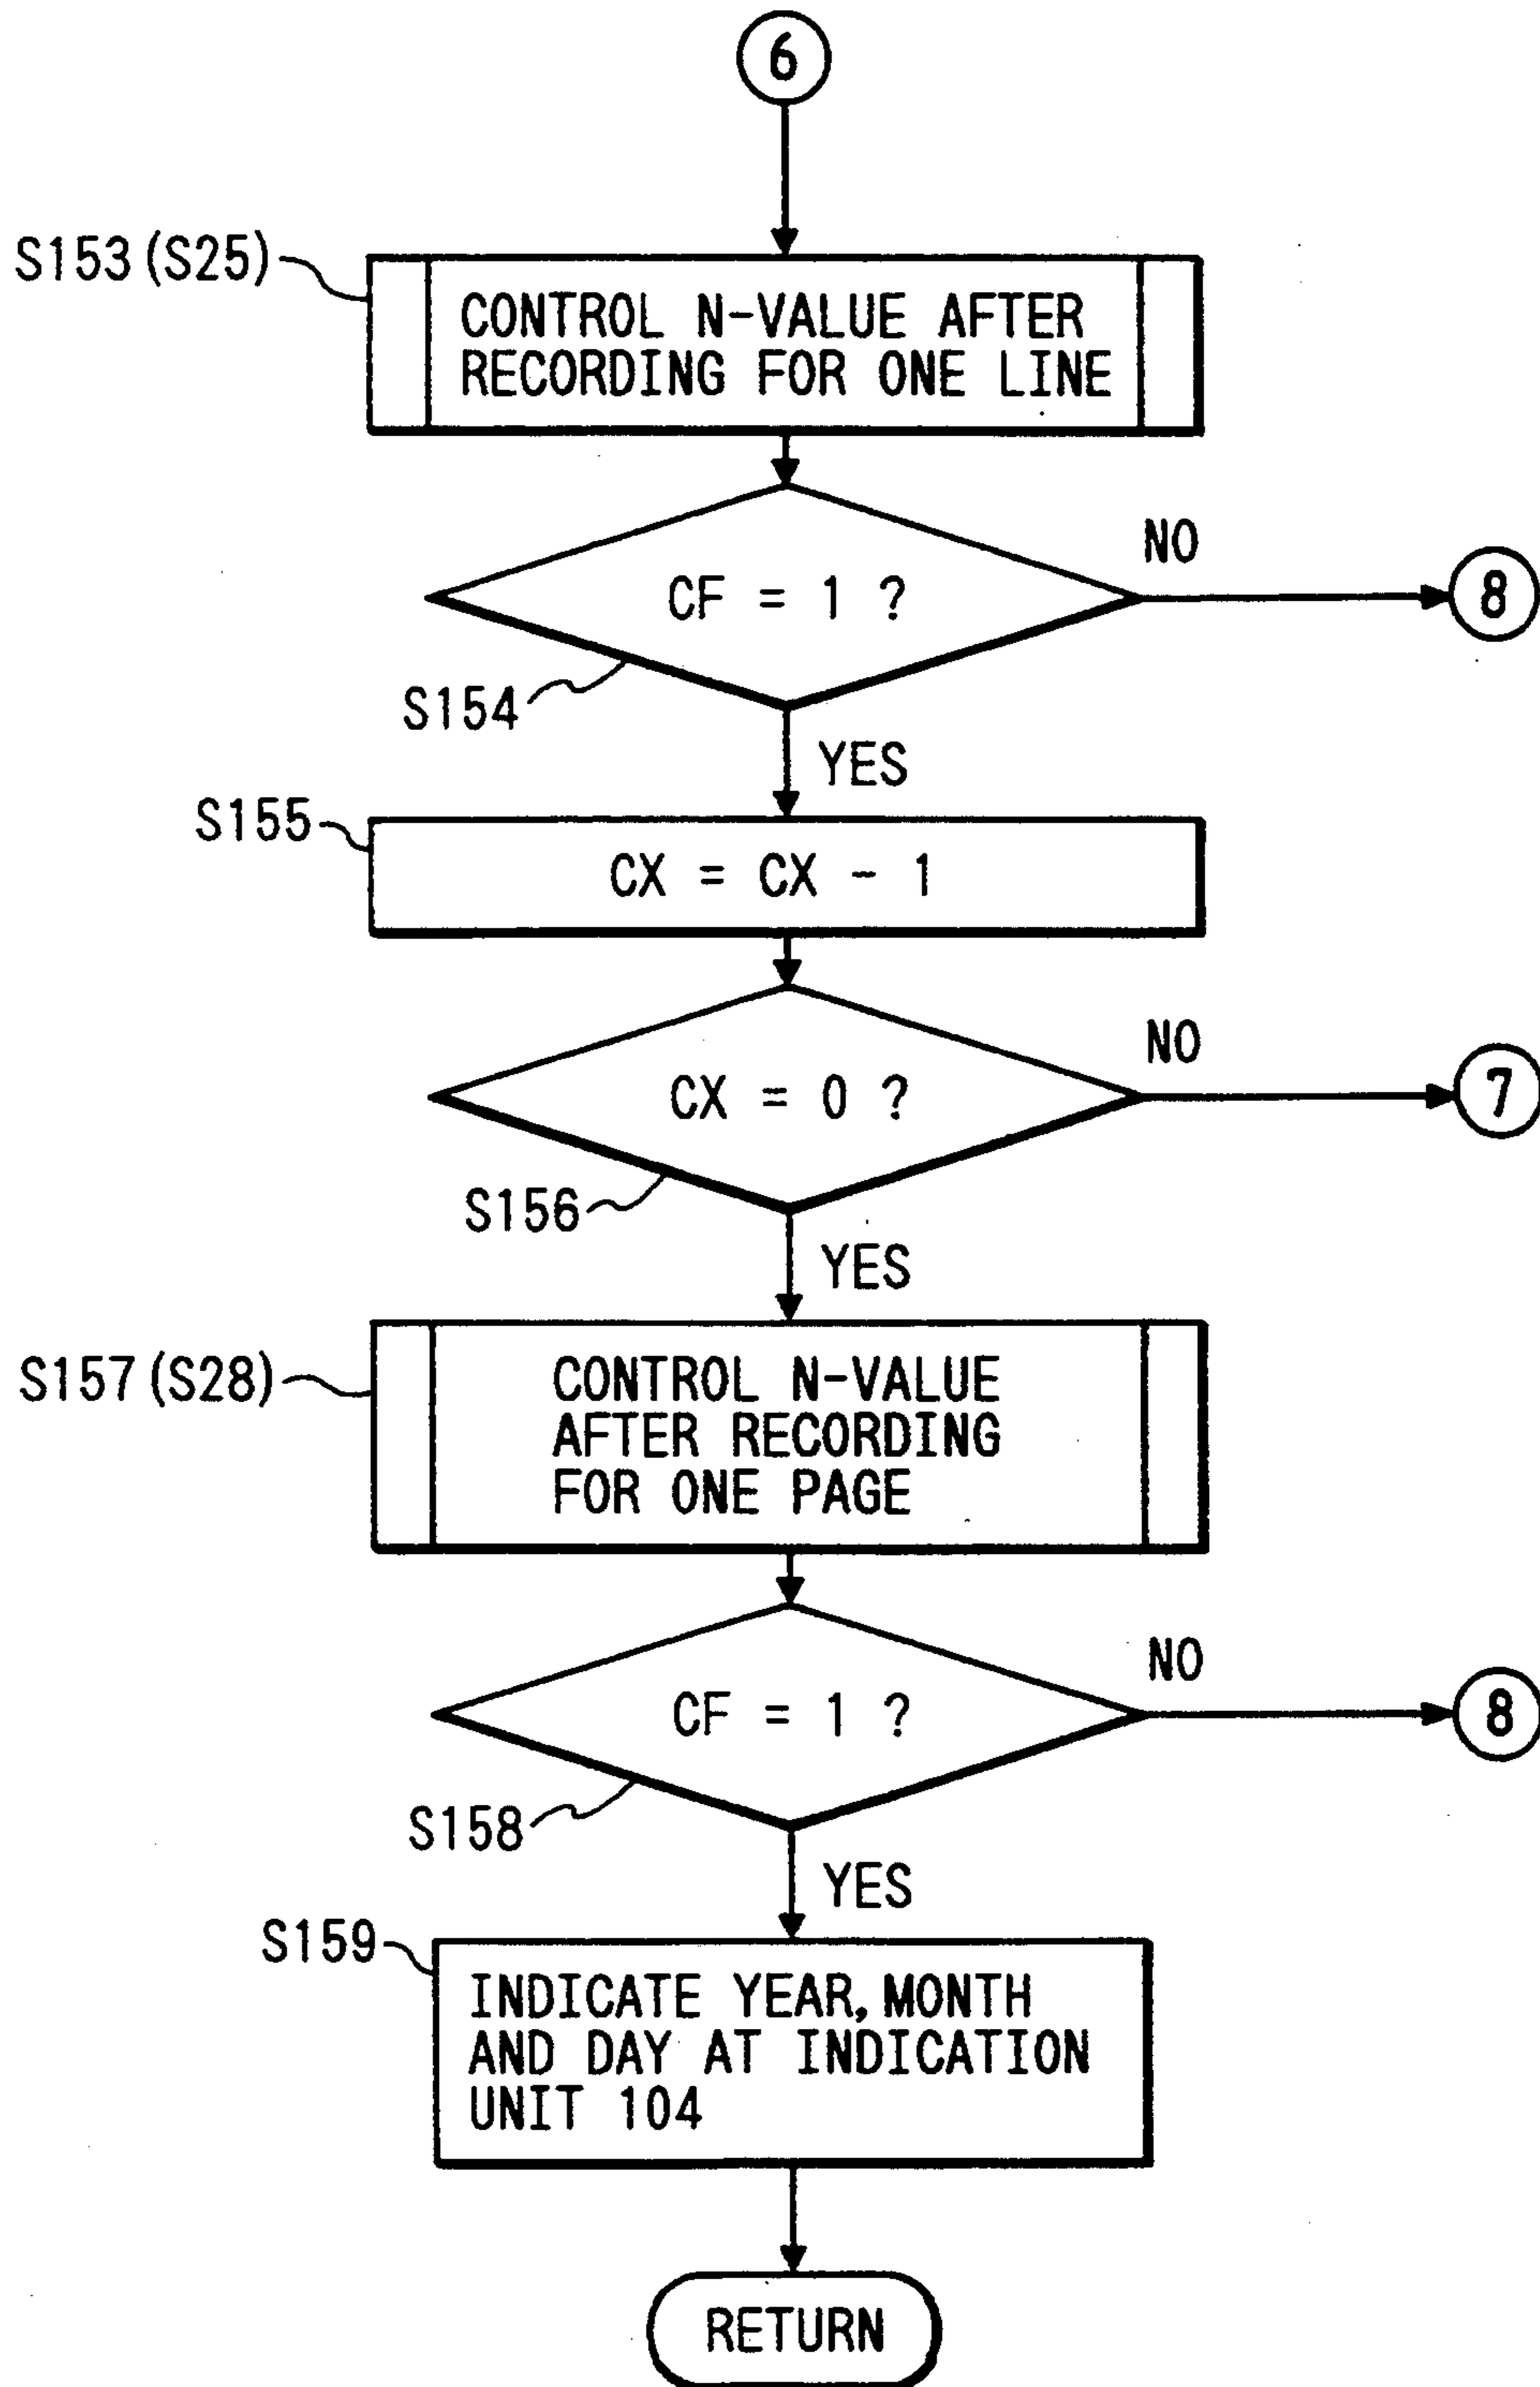 6
S153(S25)
CONTROL N-VALUE AFTER
RECORDING FOR ONE LINE
CF = 1 ?
NO
8
S154
YES
S155
CX = CX - 1
CX = 0 ?
NO
7
S156
YES
S157(S28)
CONTROL N-VALUE
AFTER RECORDING
FOR ONE PAGE
CF = 1 ?
NO
8
S158
YES
S159
INDICATE YEAR, MONTH
AND DAY AT INDICATION
UNIT 104
RETURN